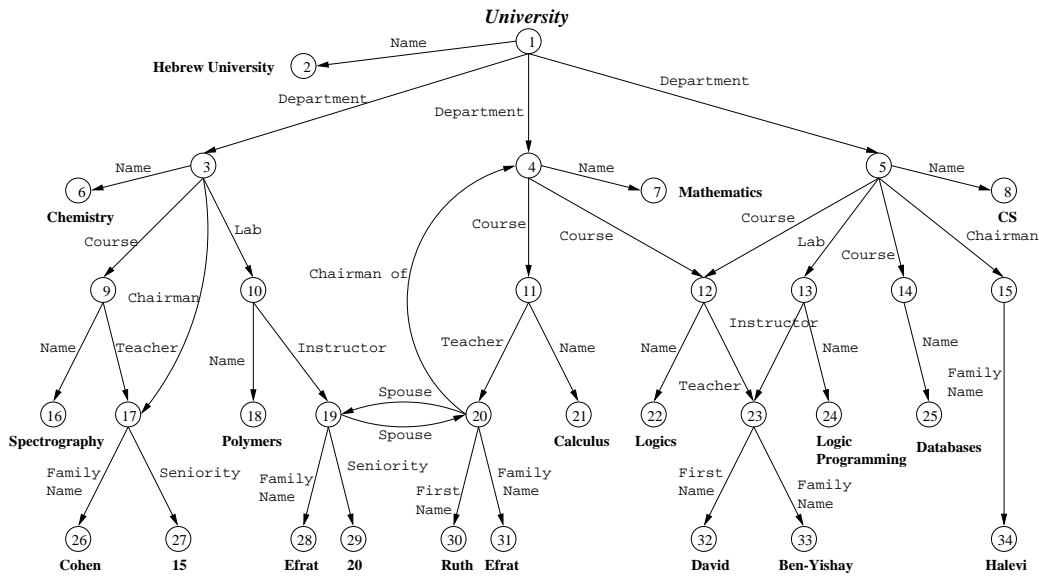 University
1
Name
Hebrew University
2
Department
Department
Department
3
4
5
Name
Name
Name
6
7
8
Chemistry
Mathematics
CS
Course
Lab
Course
Course
Course
Lab
Course
Chairman
Chairman of
9
10
11
12
13
14
15
Chairman
Instructor
Name
Teacher
Name
Instructor
Teacher
Name
Name
Teacher
Name
Name
Family
Name
Spouse
Spouse
16
17
18
19
20
21
22
23
24
25
Spectrography
Polymers
Calculus
Logics
Logic
Programming
Databases
Family
Name
Seniority
Family
Name
Seniority
First
Name
Family
Name
First
Name
Family
Name
26
27
28
29
30
31
32
33
34
Cohen
15
Efrat
20
Ruth
Efrat
David
Ben-Yishay
Halevi